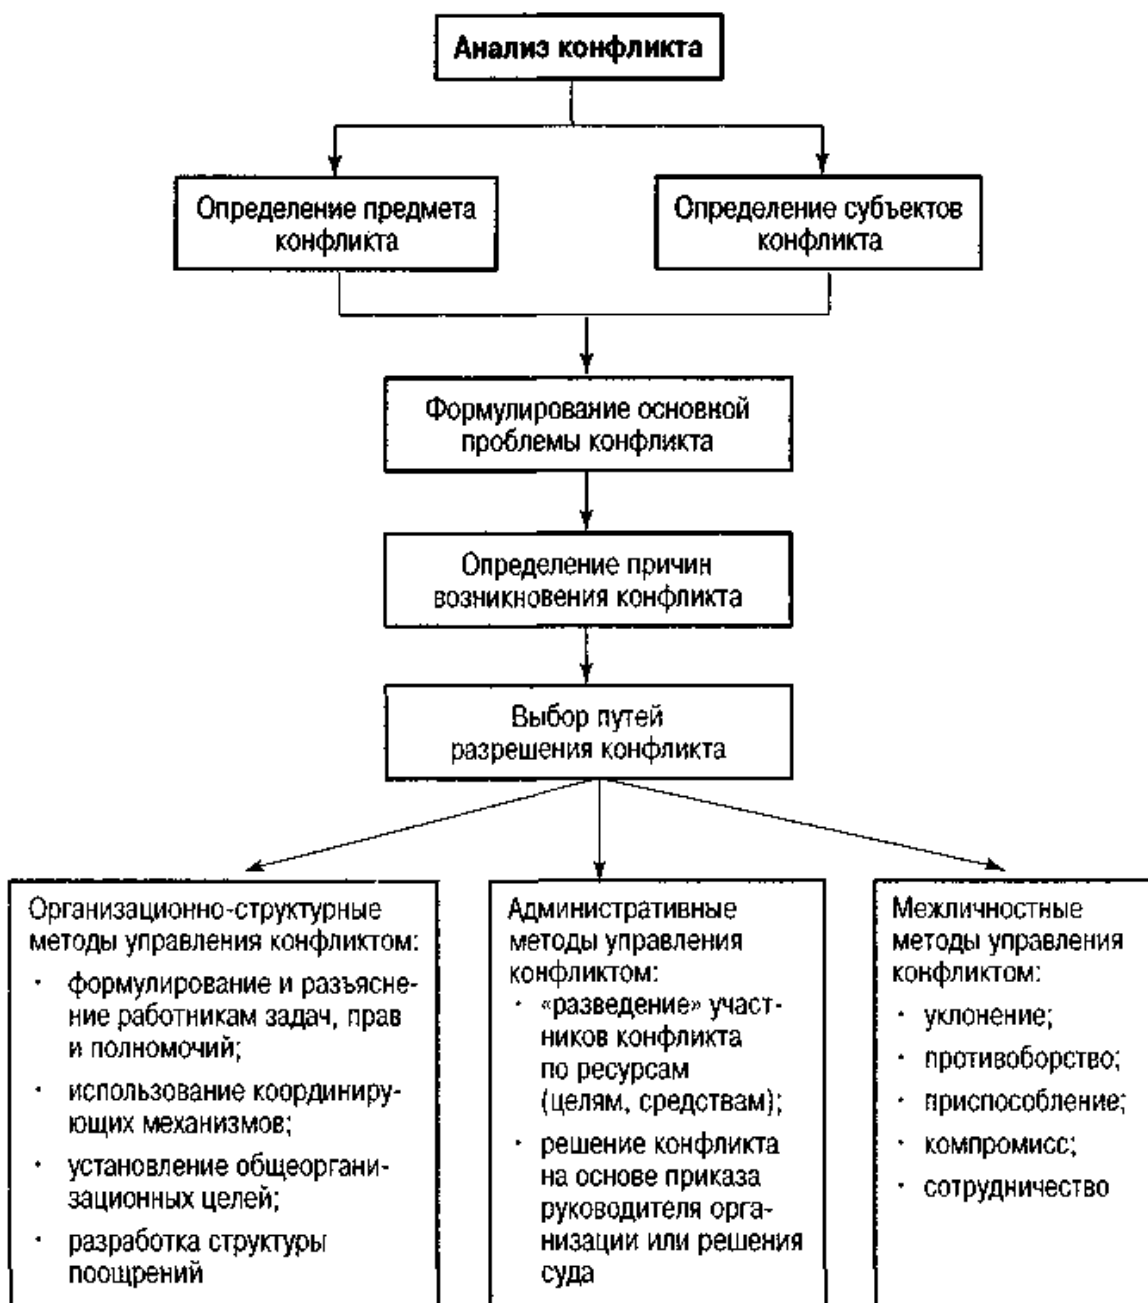 Анализ конфликта
Определение предмета
конфликта
Определение субъектов
конфликта
Формулирование основной
проблемы конфликта
Определение причин
возникновения конфликта
Выбор путей
разрешения конфликта
Организационно-структурные
методы управления конфликтом:
· формулирование и разъясне-
ние работникам задач, прав
и полномочий;
· использование координиру-
ющих механизмов;
· установление общеоргани-
зационных целей;
· разработка структуры
поощрений
Административные
методы управления
конфликтом:
· «разведение» участ-
ников конфликта
по ресурсам
(целям, средствам);
· решение конфликта
на основе приказа
руководителя орга-
низации или решения
суда
Межличностные
методы управления
конфликтом:
· уклонение;
· противоборство;
· приспособление;
· компромисс;
· сотрудничество